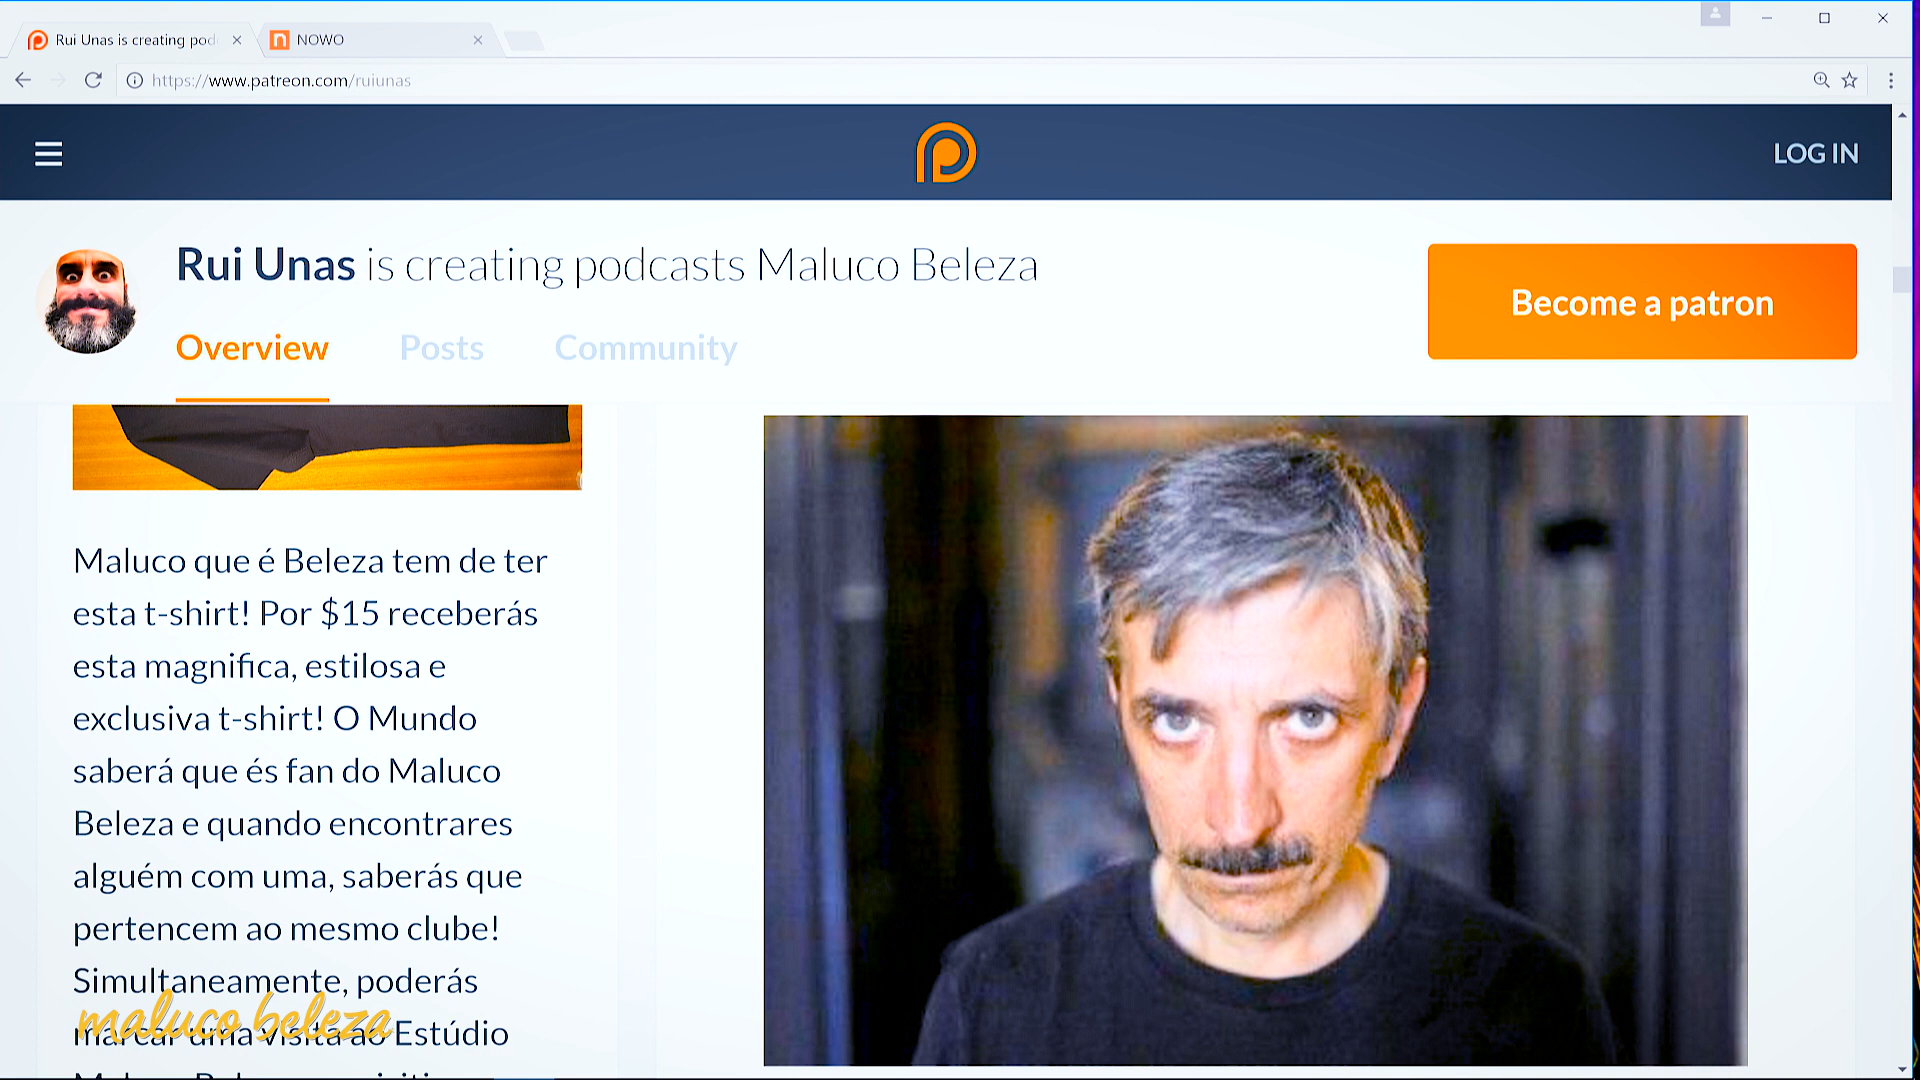 Rui Unas is creating pod
NOWO
https://www.patreon.com/ruiunas
LOG IN
Rui Unas is creating podcasts Maluco Beleza
Become a patron
Overview
Posts
Community
Maluco que é Beleza tem de ter
esta t-shirt! Por $15 receberás
esta magnifica, estilosa e
exclusiva t-shirt! O Mundo
saberá que és fan do Maluco
Beleza e quando encontrares
alguém com uma, saberás que
pertencem ao mesmo clube!
Simultaneamente, poderás
marcar uma visita ao Estúdio
maluco beleza